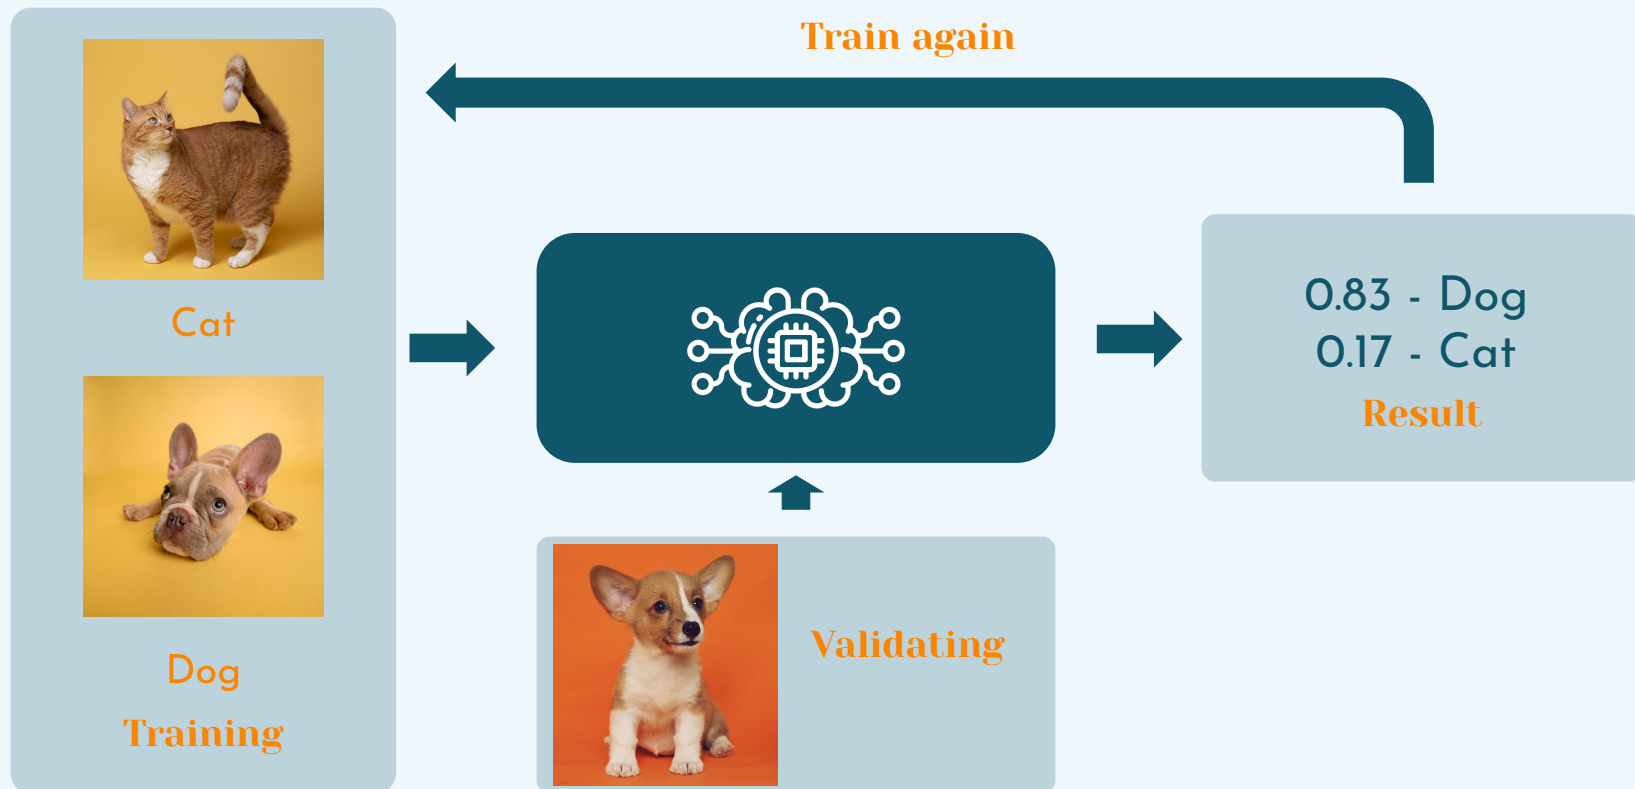 Train again
Cat
Dog
Training
Validating
0.83 - Dog
0.17 - Cat
Result